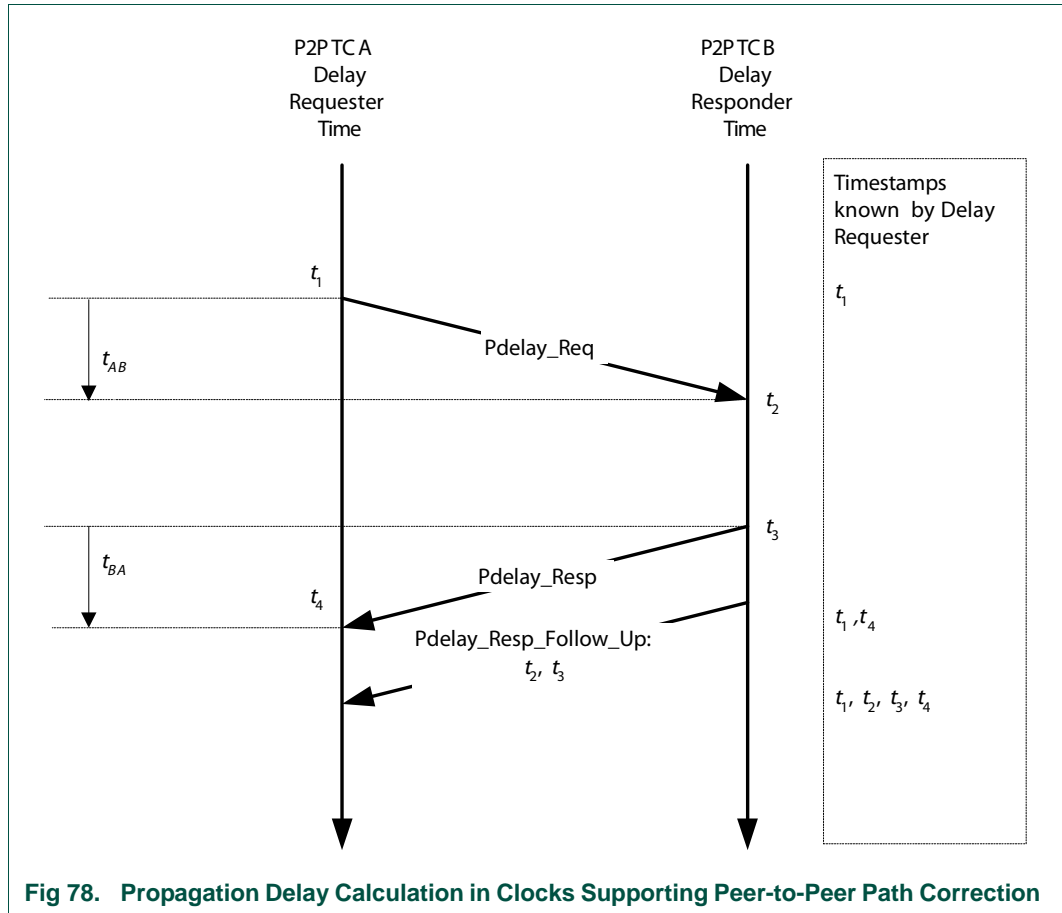 P2P TC A
Delay
Requester
Time
P2P TC B
Delay
Responder
Time
Timestamps
known by Delay
Requester
t1
t1
tAB
Pdelay_Req
t2
t3
tBA
Pdelay_Resp
t4
t1 ,t4
Pdelay_Resp_Follow_Up:
t2, t3
t1, t2, t3, t4
Fig 78. Propagation Delay Calculation in Clocks Supporting Peer-to-Peer Path Correction